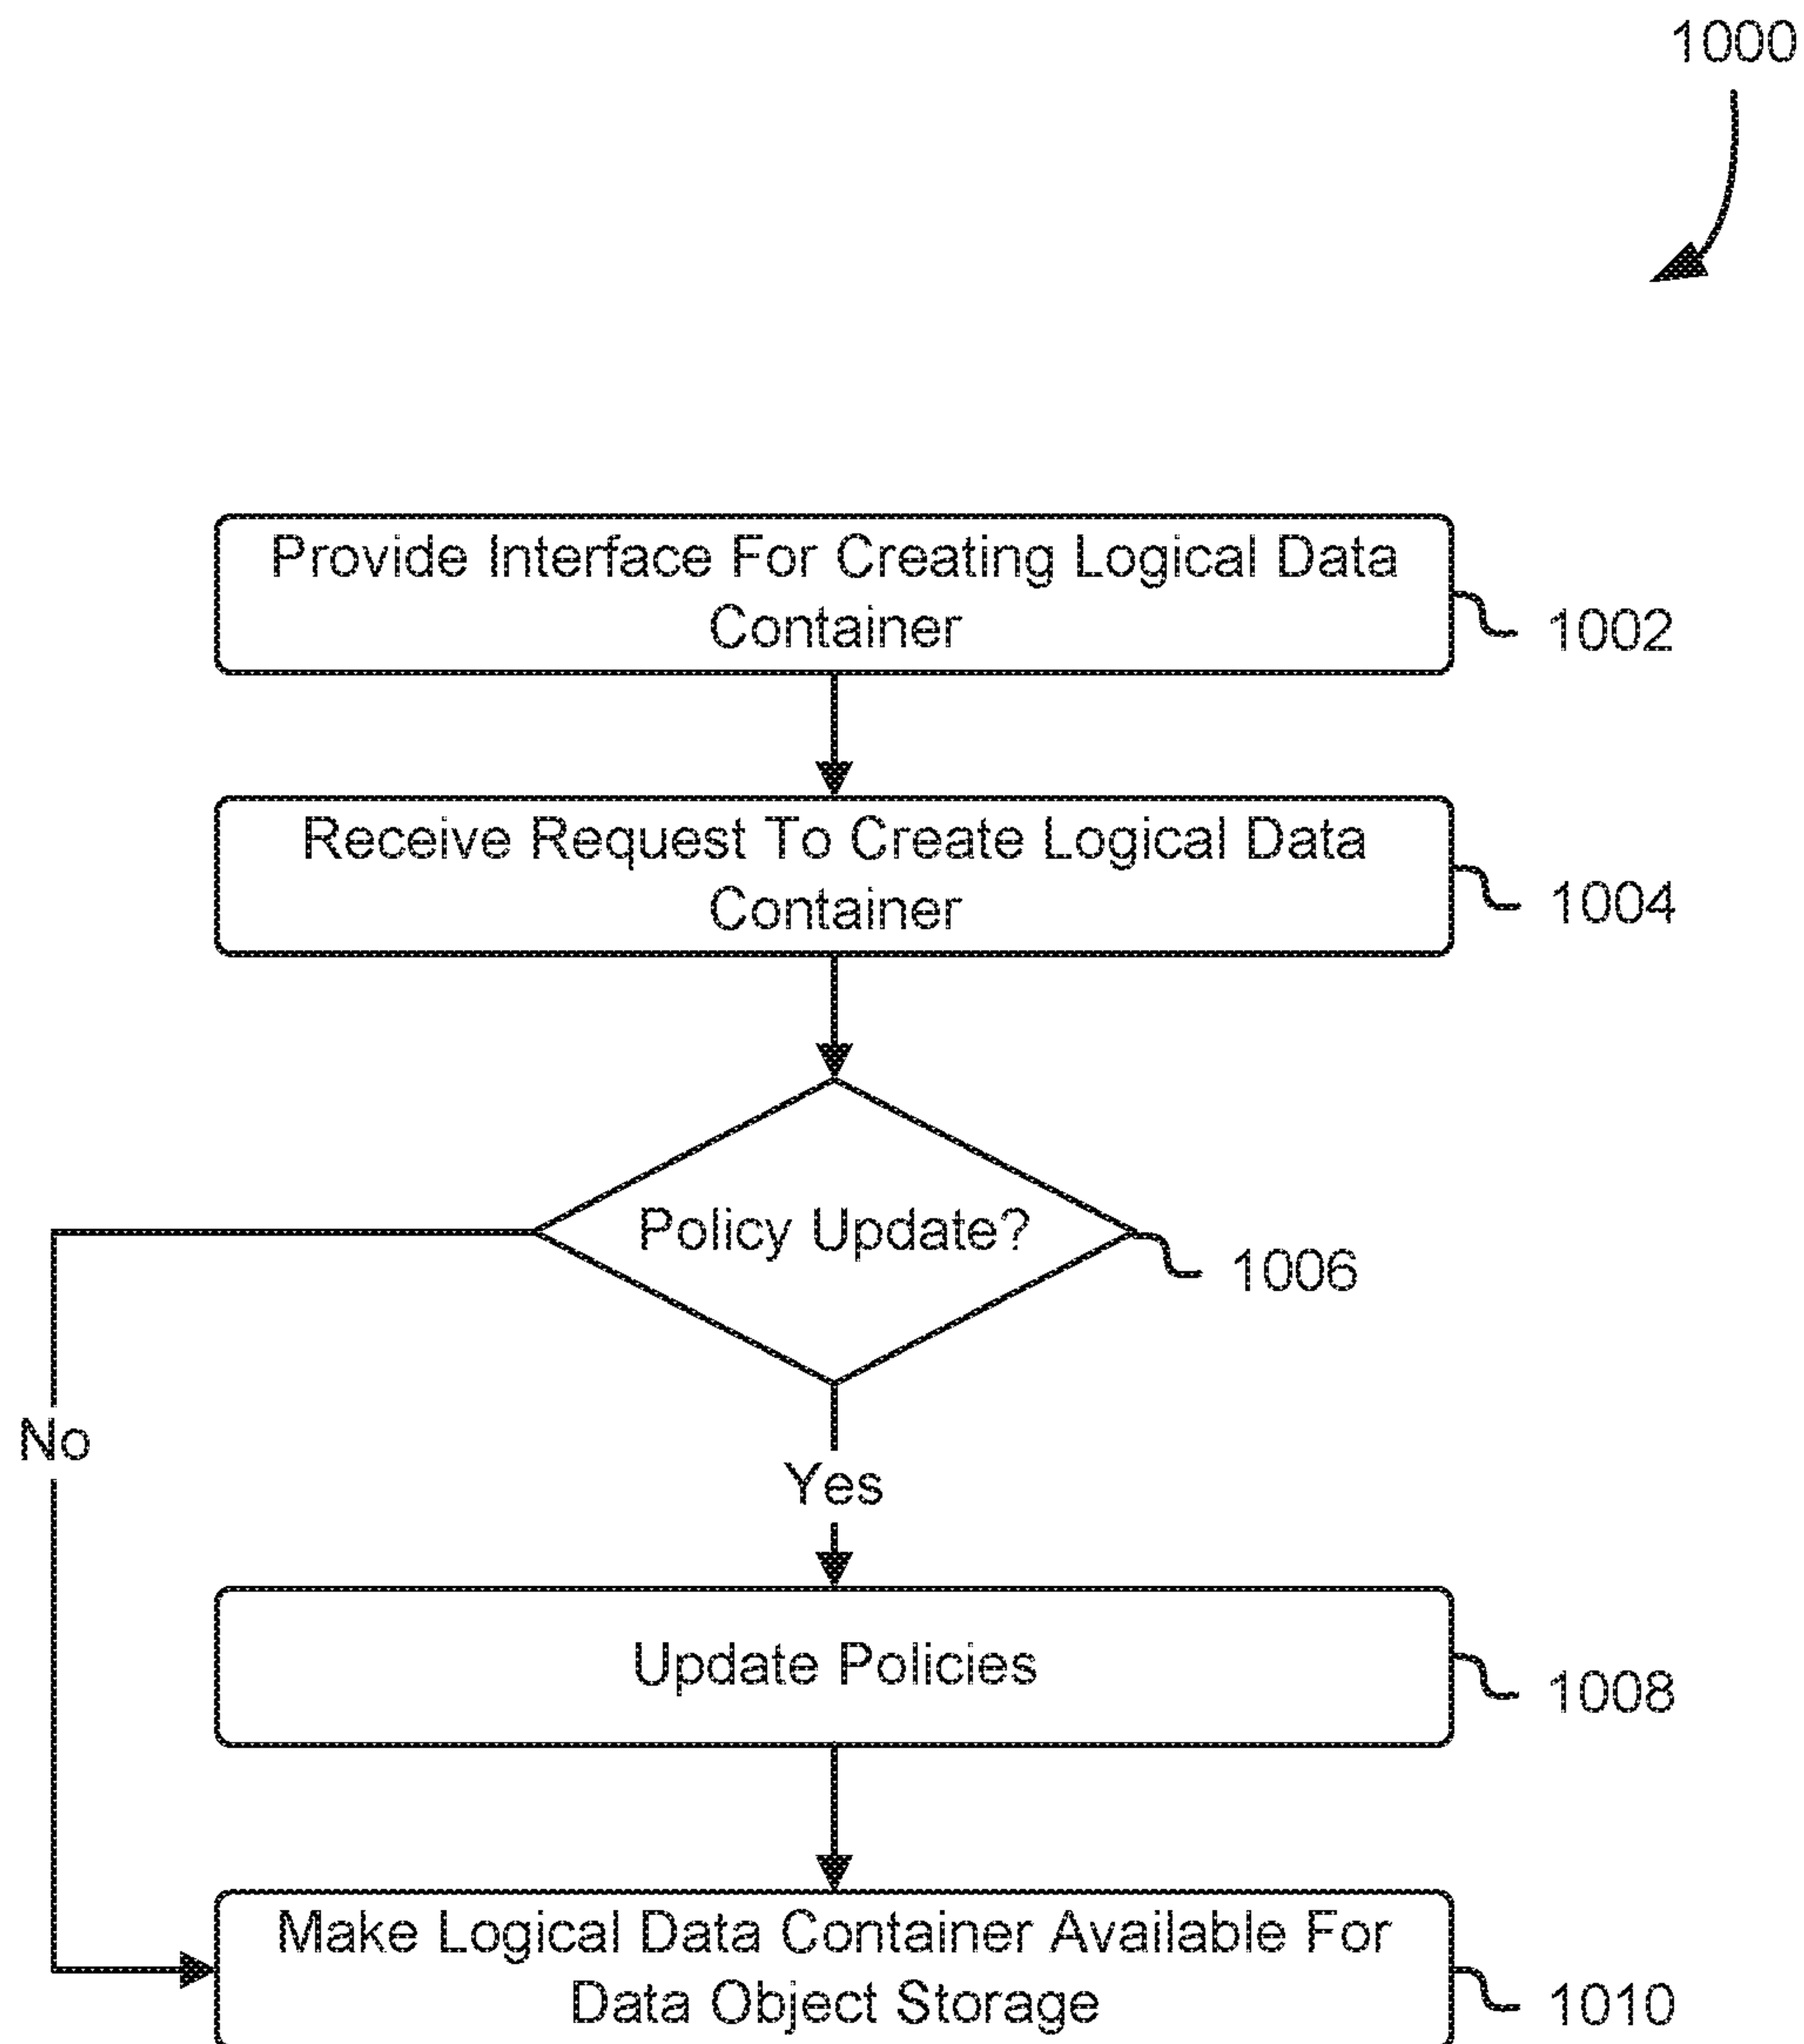 1000
Provide Interface For Creating Logical Data
Container
1002
Receive Request To Create Logical Data
Container
1004
Policy Update?
1006
No
Yes
Update Policies
1008
Make Logical Data Container Available For
Data Object Storage
1010